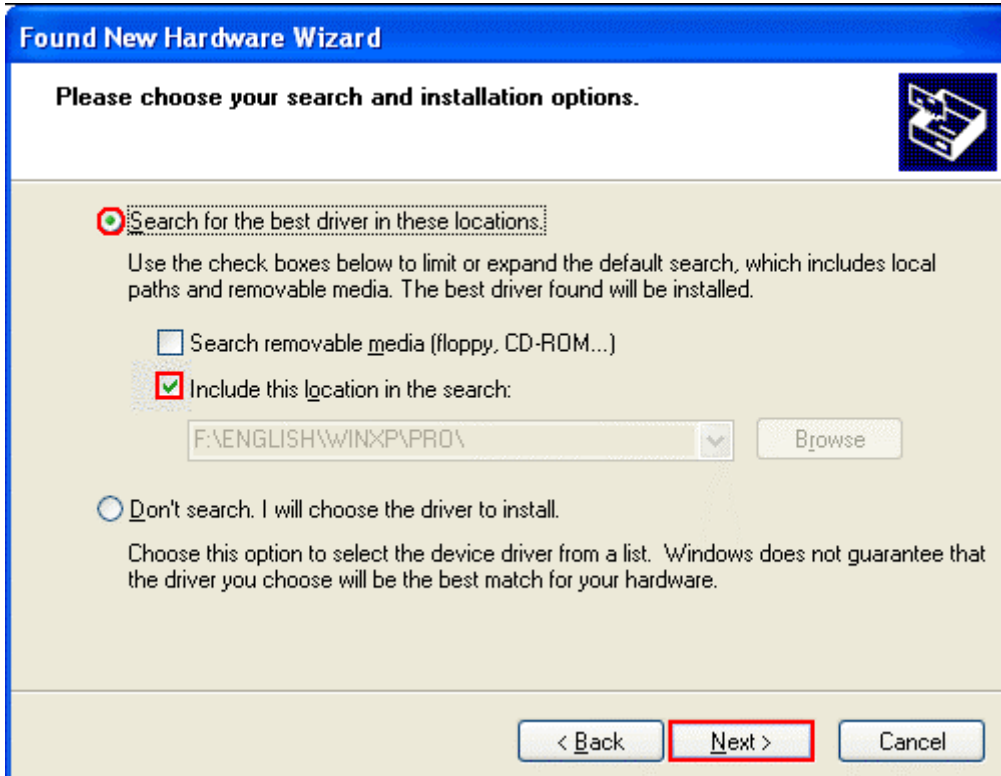 Found New Hardware Wizard
Please choose your search and installation options.
Search for the best driver in these locations.
Use the check boxes below to limit or expand the default search, which includes local
paths and removable media. The best driver found will be installed.
Search removable media (floppy, CD-ROM...)
Include this location in the search:
F:\ENGLISH\WINXP\PRO\
Browse
Don't search. I will choose the driver to install.
Choose this option to select the device driver from a list. Windows does not guarantee that
the driver you choose will be the best match for your hardware.
< Back Next > Cancel